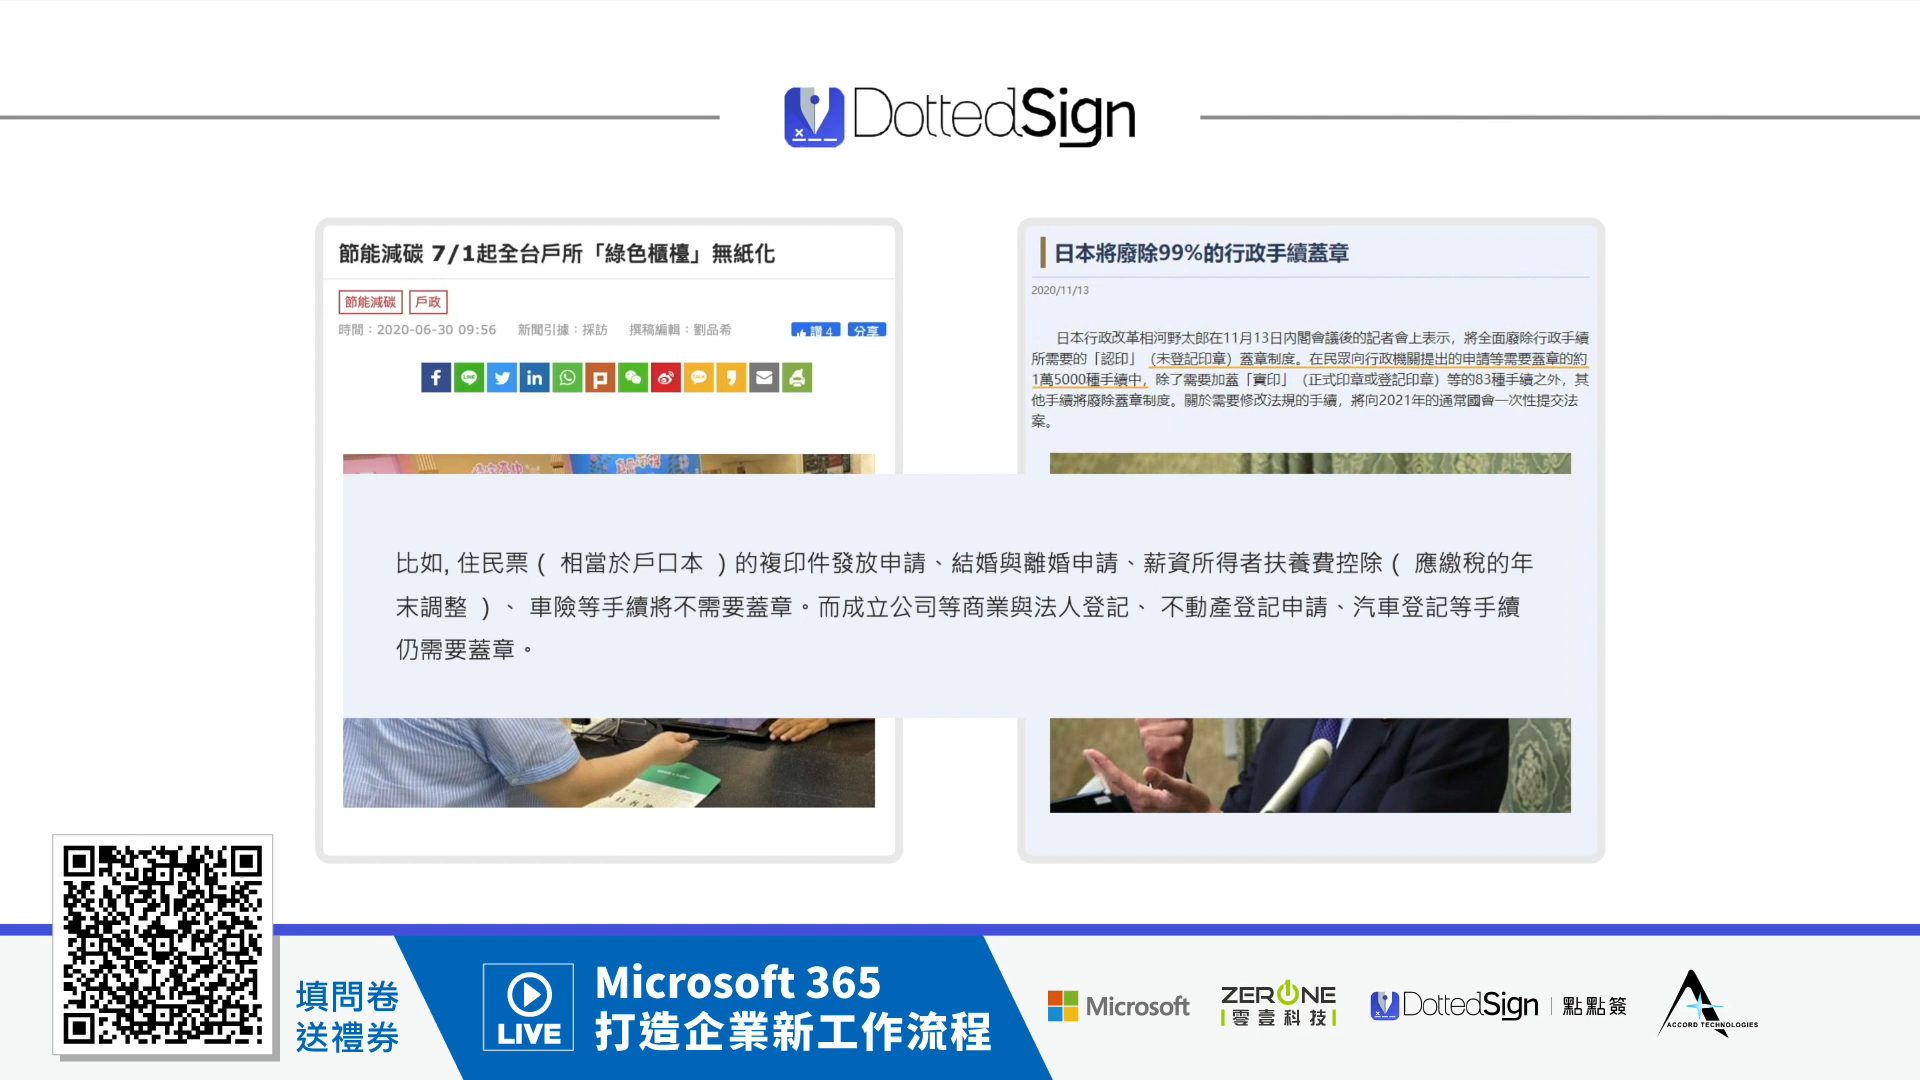 DottedSign
節能減碳 7/1起全台戶所「綠色櫃檯」無紙化
節能減碳 戶政
時間：2020-06-30 09:56 新聞引據：採訪 撰稿編輯：劉品希
讚 4 分享
日本將廢除99%的行政手續蓋章
2020/11/13
日本行政改革相河野太郎在11月13日內閣會議後的記者會上表示，將全面廢除行政手續
所需要的「認印」（未登記印章）蓋章制度。在民眾向行政機關提出的申請等需要蓋章的約
1萬5000種手續中，除了需要加蓋「實印」（正式印章或登記印章）等的83種手續之外，其
他手續將廢除蓋章制度。關於需要修改法規的手續，將向2021年的通常國會一次性提交法
案。
比如, 住民票 ( 相當於戶口本 ) 的複印件發放申請、結婚與離婚申請、薪資所得者扶養費控除 ( 應繳稅的年
末調整 ) 、 車險等手續將不需要蓋章。而成立公司等商業與法人登記、 不動產登記申請、汽車登記等手續
仍需要蓋章。
填問卷
送禮券
LIVE
Microsoft 365
打造企業新工作流程
Microsoft
ZERONE
零壹科技
DottedSign 點點簽
ACCORD TECHNOLOGIES